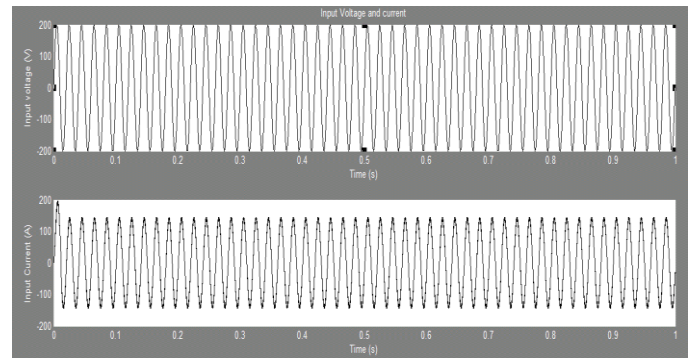 Input Voltage and current
Input voltage (V)
200
100
0
-100
-200
0 0.1 0.2 0.3 0.4 0.5 0.6 0.7 0.8 0.9 1
Time (s)
Input Current (A)
200
100
0
-100
-200
0 0.1 0.2 0.3 0.4 0.5 0.6 0.7 0.8 0.9 1
Time (s)